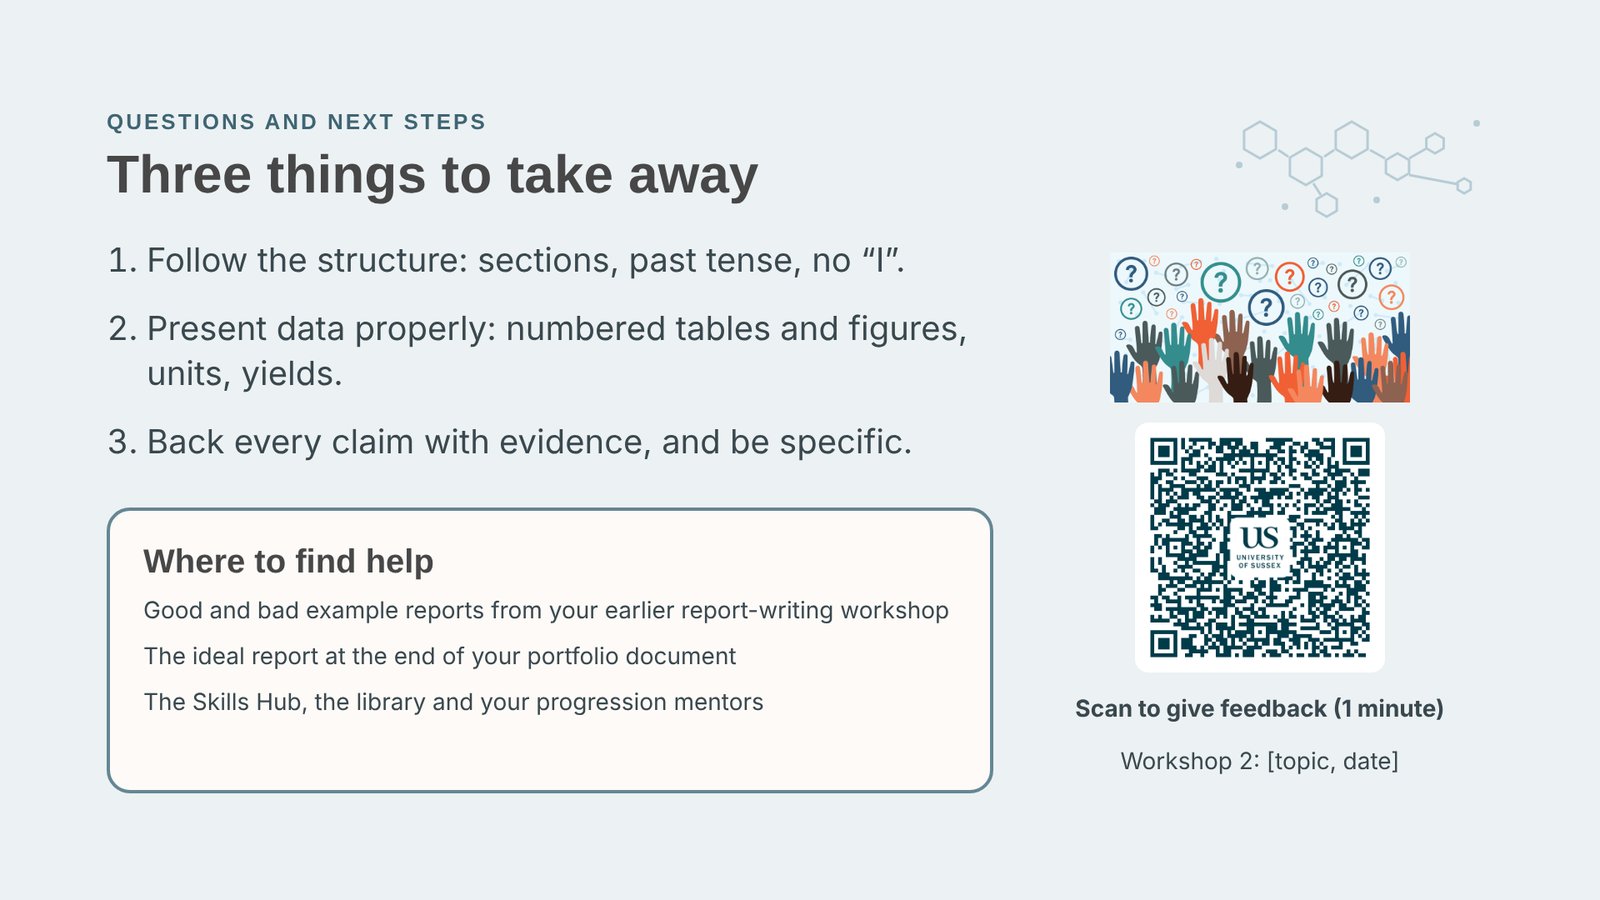 QUESTIONS AND NEXT STEPS
Three things to take away
1. Follow the structure: sections, past tense, no “I”.
2. Present data properly: numbered tables and figures,
units, yields.
3. Back every claim with evidence, and be specific.
Where to find help
Good and bad example reports from your earlier report-writing workshop
The ideal report at the end of your portfolio document
The Skills Hub, the library and your progression mentors
US
UNIVERSITY
OF SUSSEX
Scan to give feedback (1 minute)
Workshop 2: [topic, date]